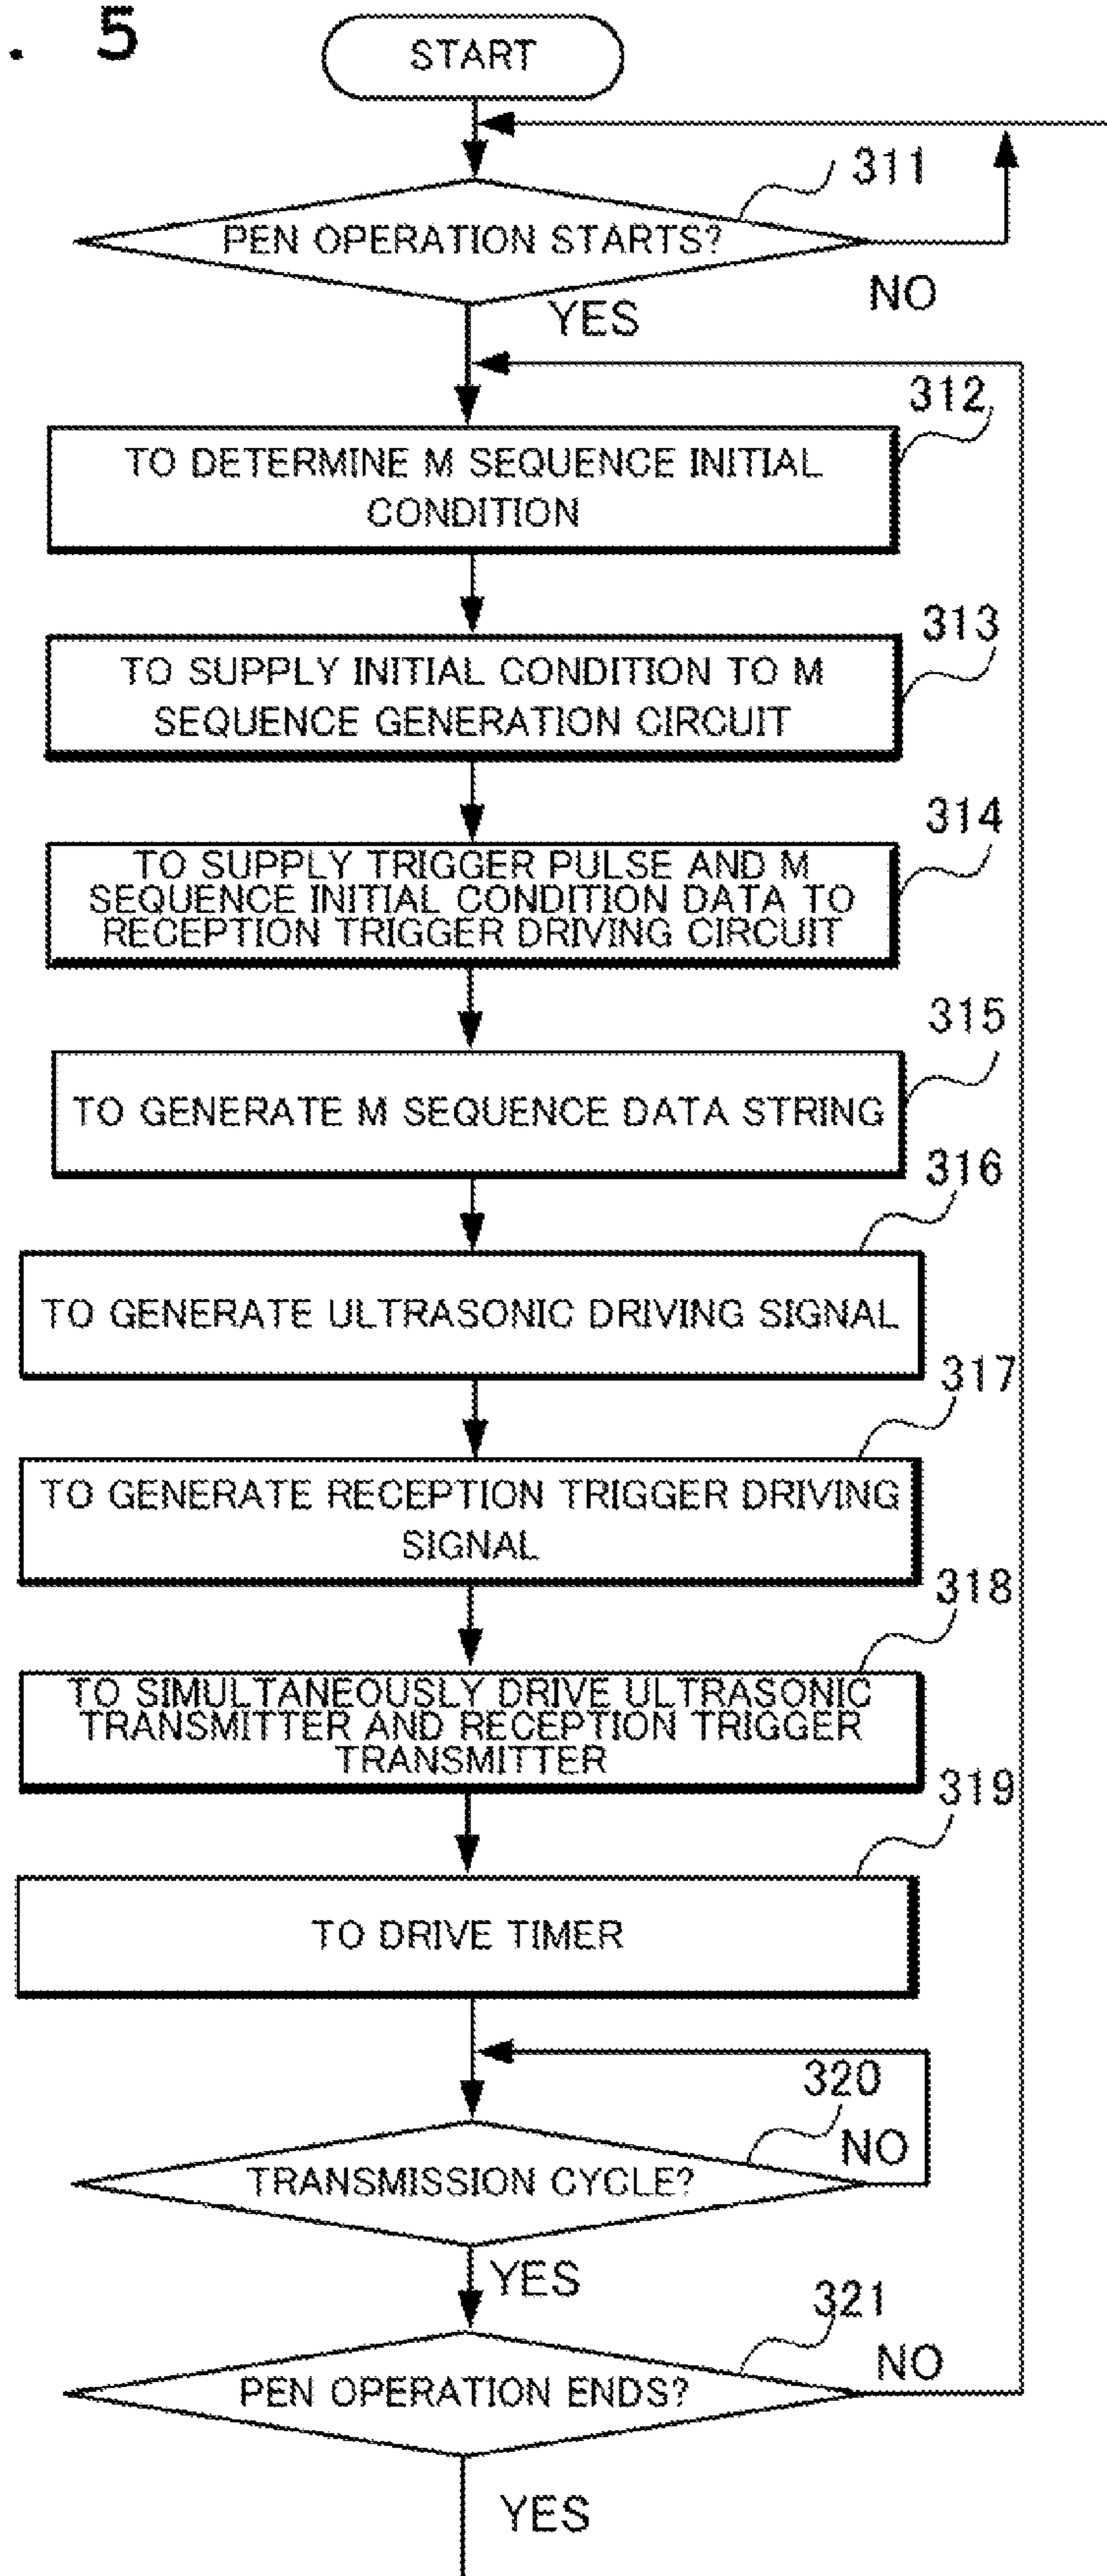 . 5
START
311
PEN OPERATION STARTS?
NO
YES
312
TO DETERMINE M SEQUENCE INITIAL
CONDITION
313
TO SUPPLY INITIAL CONDITION TO M
SEQUENCE GENERATION CIRCUIT
314
TO SUPPLY TRIGGER PULSE AND M
SEQUENCE INITIAL CONDITION DATA TO
RECEPTION TRIGGER DRIVING CIRCUIT
315
TO GENERATE M SEQUENCE DATA STRING
316
TO GENERATE ULTRASONIC DRIVING SIGNAL
317
TO GENERATE RECEPTION TRIGGER DRIVING
SIGNAL
318
TO SIMULTANEOUSLY DRIVE ULTRASONIC
TRANSMITTER AND RECEPTION TRIGGER
TRANSMITTER
319
TO DRIVE TIMER
320
NO
TRANSMISSION CYCLE?
YES
321
NO
PEN OPERATION ENDS?
YES